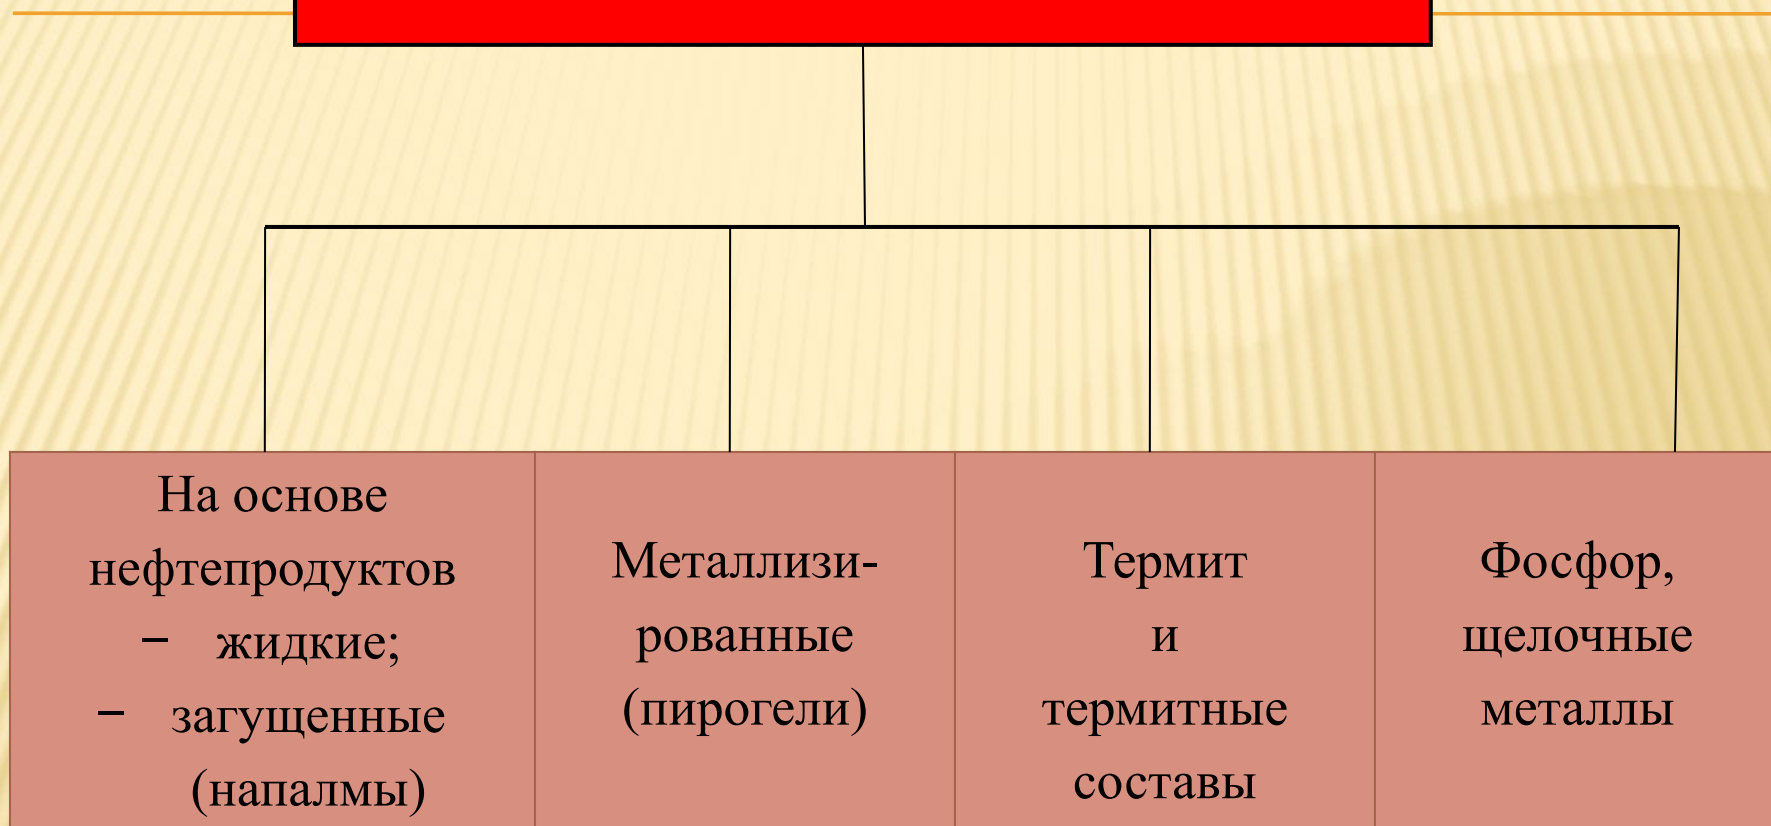 На основе
нефтепродуктов
– жидкие;
– загущенные
(напалмы)
Металлизи-
рованные
(пирогели)
Термит
и
термитные
составы
Фосфор,
щелочные
металлы